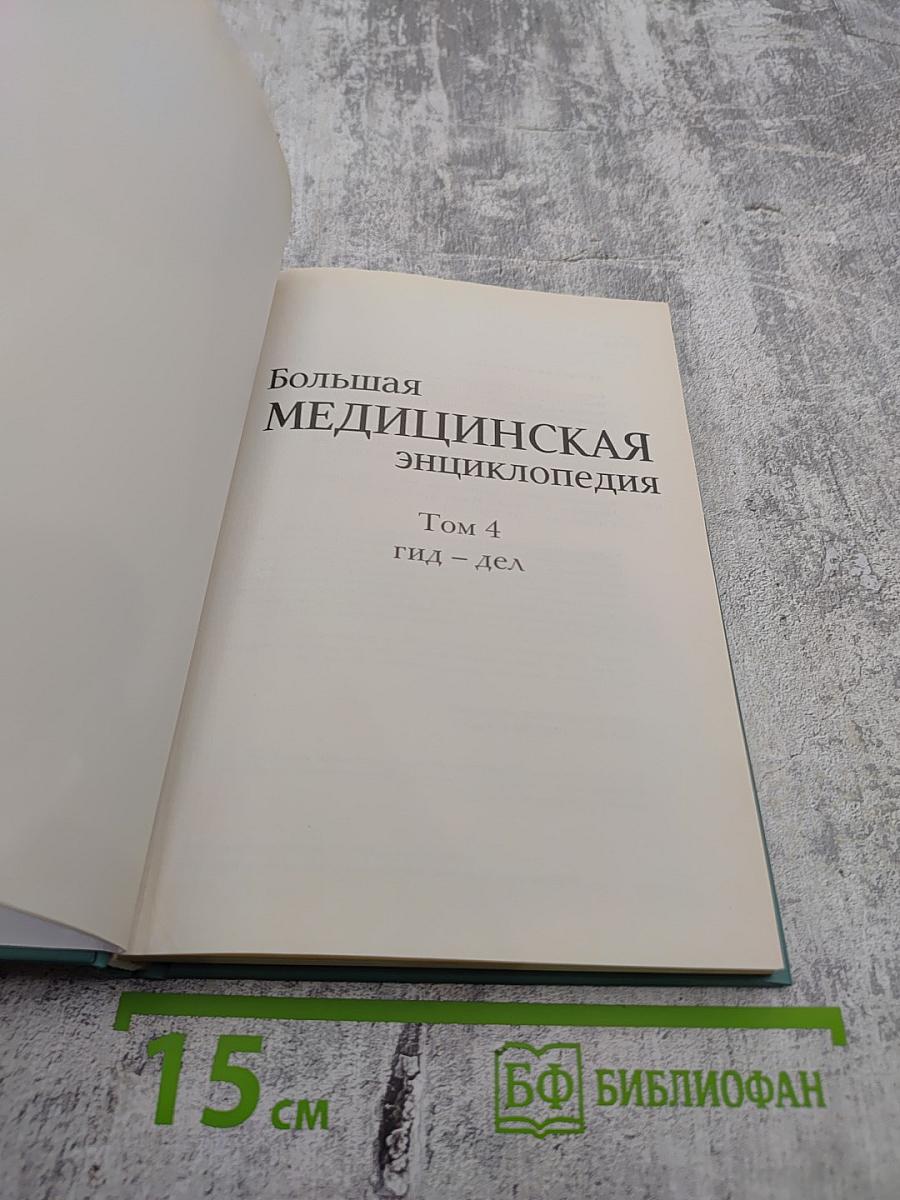 Большая
МЕДИЦИНСКАЯ
энциклопедия
Том 4
гид – дел
15 см
БФ БИБЛИОФАН